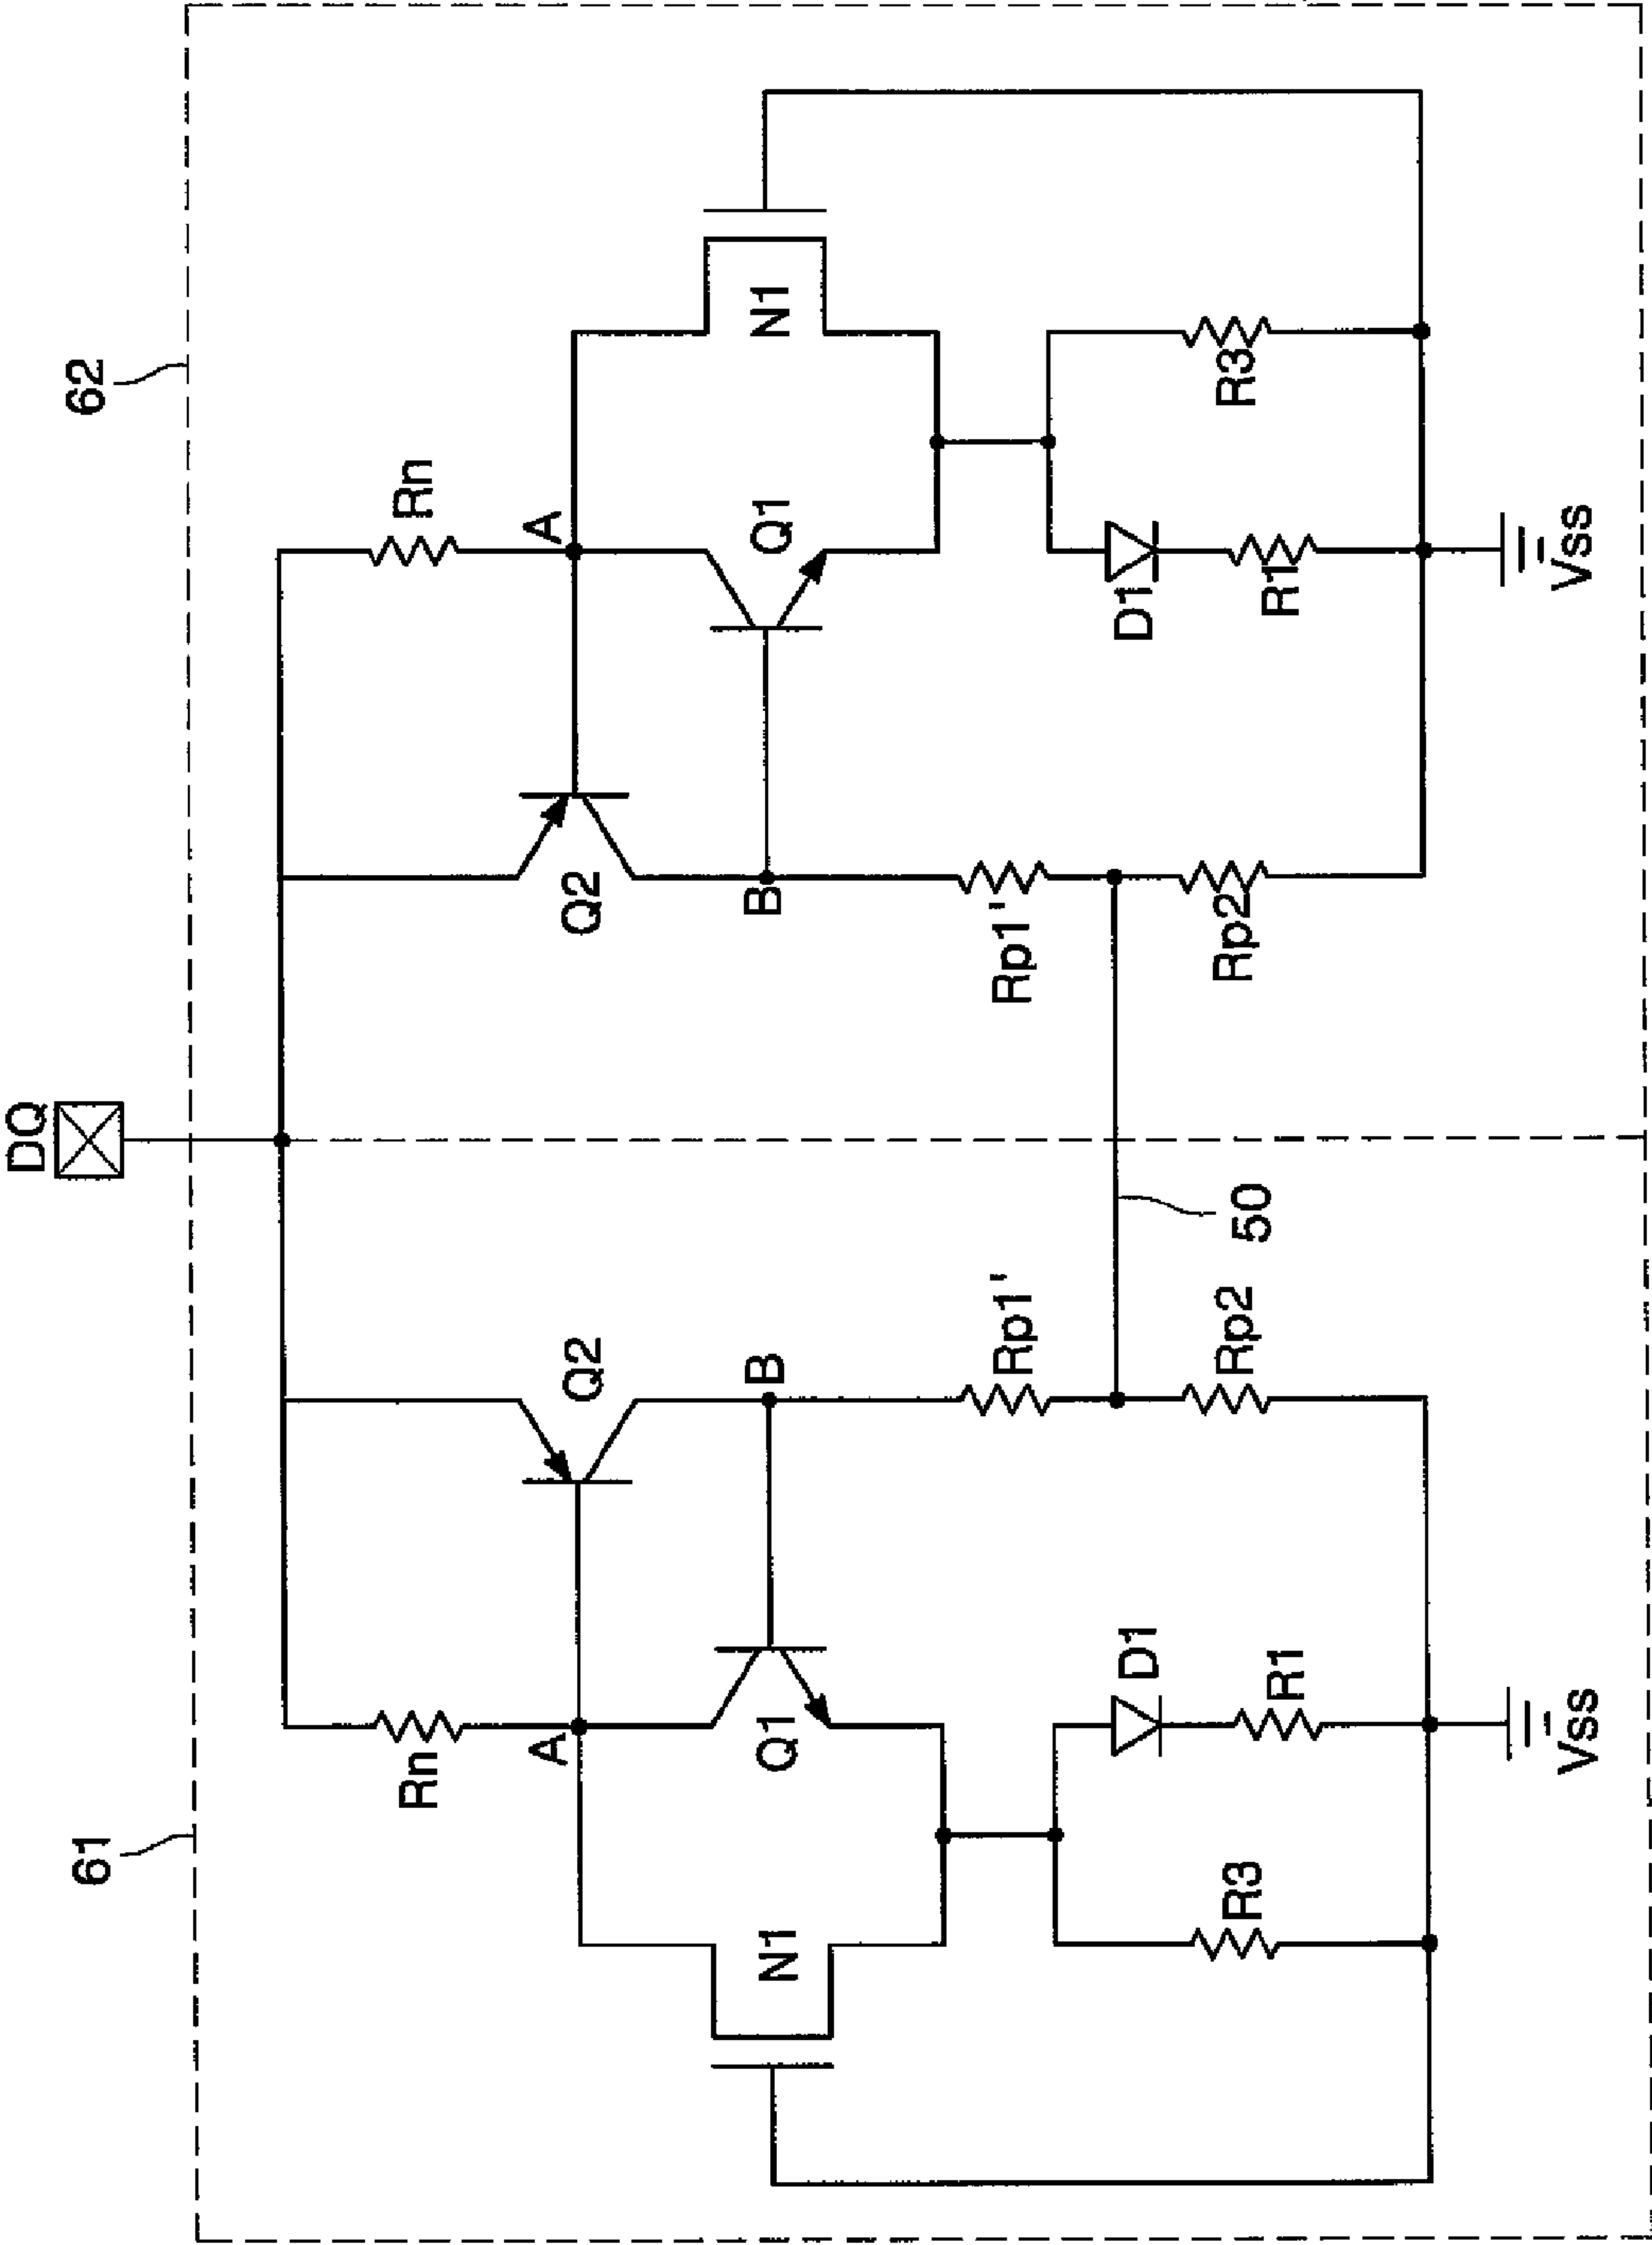 DQ
61
62
Rn
Rn
A
A
Q2
Q2
N1
Q1
Q1
N1
B
B
Rp1'
Rp1'
R3
D1
Rp2
50
Rp2
D1
R3
R1
R1
Vss
Vss